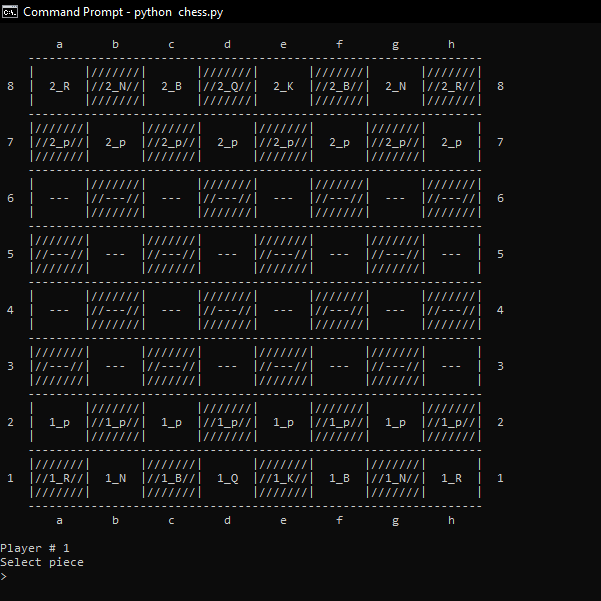 Command Prompt - python  chess.py
        a       b       c       d       e       f       g       h
    -----------------------------------------------------------------
    |       |///////|       |///////|       |///////|       |///////|
 8  |  2_R  |//2_N//|  2_B  |//2_Q//|  2_K  |//2_B//|  2_N  |//2_R//|  8
    |       |///////|       |///////|       |///////|       |///////|
    -----------------------------------------------------------------
    |///////|       |///////|       |///////|       |///////|       |
 7  |//2_p//|  2_p  |//2_p//|  2_p  |//2_p//|  2_p  |//2_p//|  2_p  |  7
    |///////|       |///////|       |///////|       |///////|       |
    -----------------------------------------------------------------
    |       |///////|       |///////|       |///////|       |///////|
 6  |  ---  |//---//|  ---  |//---//|  ---  |//---//|  ---  |//---//|  6
    |       |///////|       |///////|       |///////|       |///////|
    -----------------------------------------------------------------
    |///////|       |///////|       |///////|       |///////|       |
 5  |//---//|  ---  |//---//|  ---  |//---//|  ---  |//---//|  ---  |  5
    |///////|       |///////|       |///////|       |///////|       |
    -----------------------------------------------------------------
    |       |///////|       |///////|       |///////|       |///////|
 4  |  ---  |//---//|  ---  |//---//|  ---  |//---//|  ---  |//---//|  4
    |       |///////|       |///////|       |///////|       |///////|
    -----------------------------------------------------------------
    |///////|       |///////|       |///////|       |///////|       |
 3  |//---//|  ---  |//---//|  ---  |//---//|  ---  |//---//|  ---  |  3
    |///////|       |///////|       |///////|       |///////|       |
    -----------------------------------------------------------------
    |       |///////|       |///////|       |///////|       |///////|
 2  |  1_p  |//1_p//|  1_p  |//1_p//|  1_p  |//1_p//|  1_p  |//1_p//|  2
    |       |///////|       |///////|       |///////|       |///////|
    -----------------------------------------------------------------
    |///////|       |///////|       |///////|       |///////|       |
 1  |//1_R//|  1_N  |//1_B//|  1_Q  |//1_K//|  1_B  |//1_N//|  1_R  |  1
    |///////|       |///////|       |///////|       |///////|       |
    -----------------------------------------------------------------
        a       b       c       d       e       f       g       h
Player # 1
Select piece
>